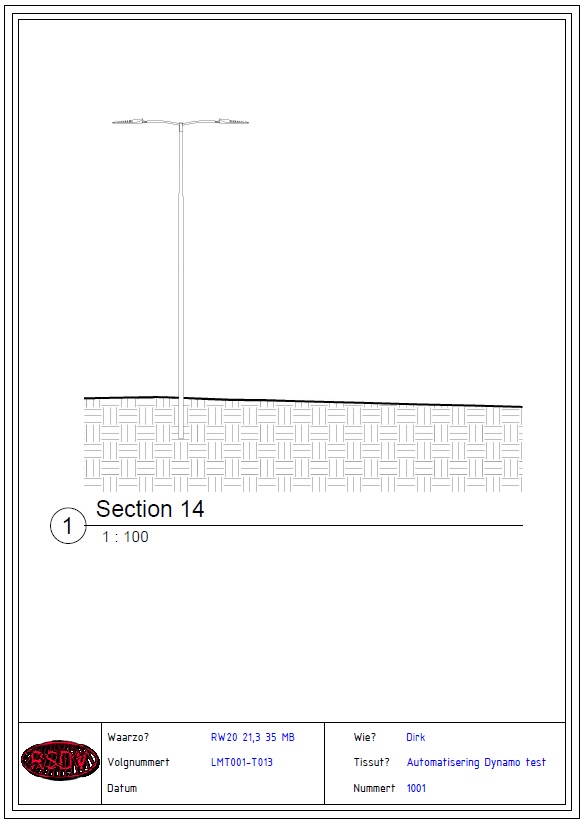 Section 14
1
1 : 100
RSDV
Waarzo? RW20 21,3 35 MB
Volgnummert LMT001-T013
Datum
Wie? Dirk
Tissut? Automatisering Dynamo test
Nummert 1001